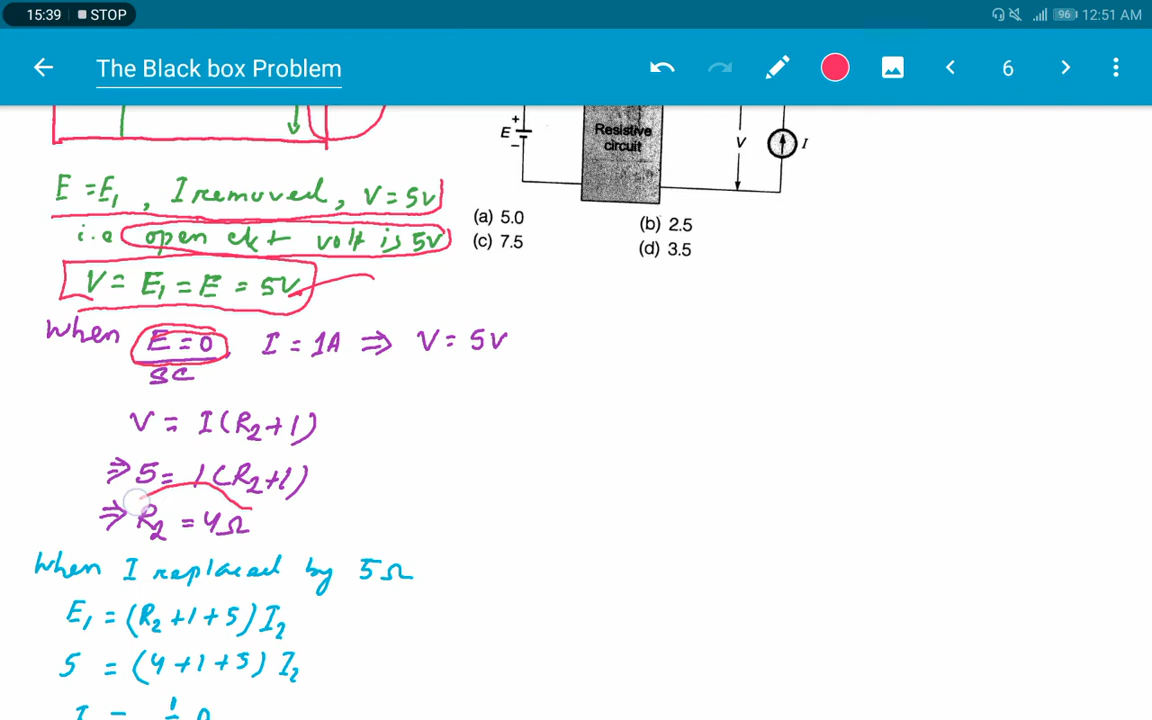 15:39 STOP 96 12:51 AM
The Black box Problem 6
E = E₁ , I removed, V = 5V
i.e open ckt volt is 5V
V = E₁ = E = 5V
When E = 0 I = 1A ⇒ V = 5V
SC
V = I(R₂+1)
⇒ 5 = 1(R₂+1)
⇒ R₂ = 4Ω
When I replaced by 5Ω
E₁ = (R₂+1+5)I₂
5 = (4+1+5)I₂
+
E
−
Resistive
circuit
V
I
(a) 5.0 (b) 2.5
(c) 7.5 (d) 3.5